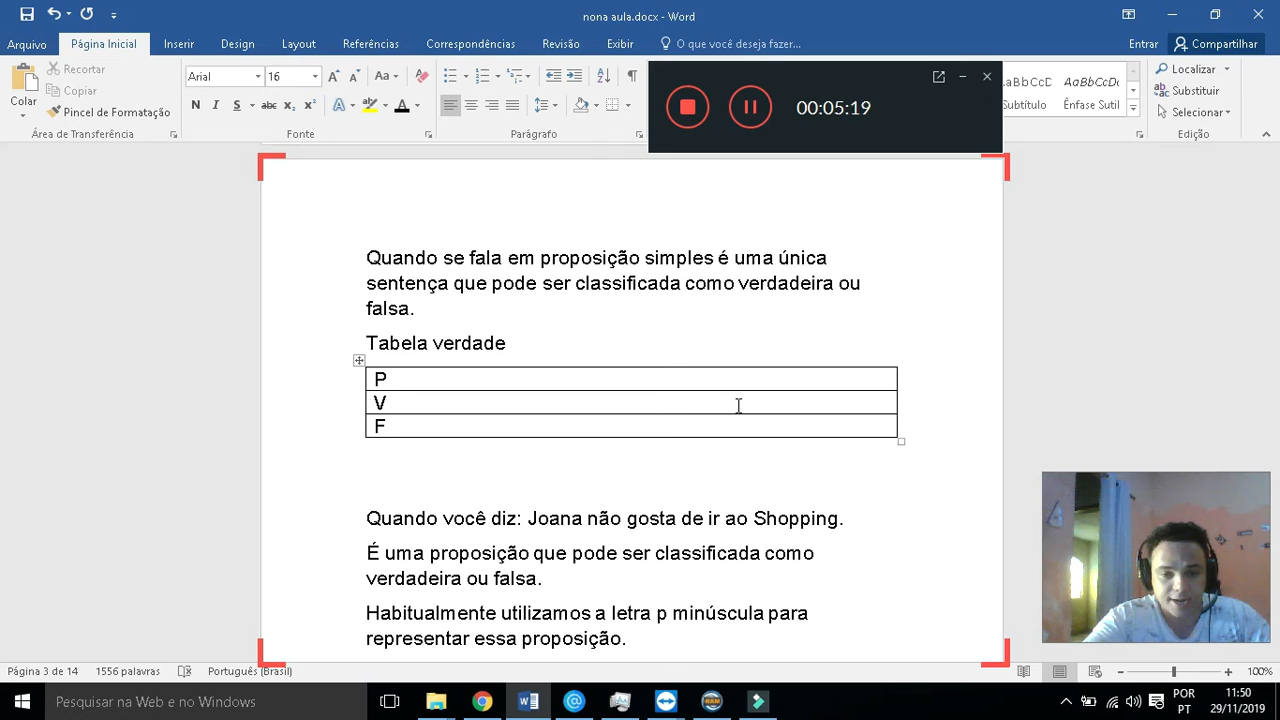 nona aula.docx - Word
Arquivo Página Inicial Inserir Design Layout Referências Correspondências Revisão Exibir O que você deseja fazer... Entrar Compartilhar
Colar
Recortar
Copiar
Pincel de Formatação
Área de Transferência
Arial 16
Aa
N I S abc X₂ X² A A
Fonte
Parágrafo
00:05:19
AaBbCcD AaBbCcD
Subtítulo Ênfase Sutil...
Localizar
Substituir
Selecionar
Edição
Quando se fala em proposição simples é uma única
sentença que pode ser classificada como verdadeira ou
falsa.
Tabela verdade
P
V
F
Quando você diz: Joana não gosta de ir ao Shopping.
É uma proposição que pode ser classificada como
verdadeira ou falsa.
Habitualmente utilizamos a letra p minúscula para
representar essa proposição.
Página 3 de 14 1556 palavras Português (Brasil) 100%
Pesquisar na Web e no Windows
POR
PT
11:50
29/11/2019